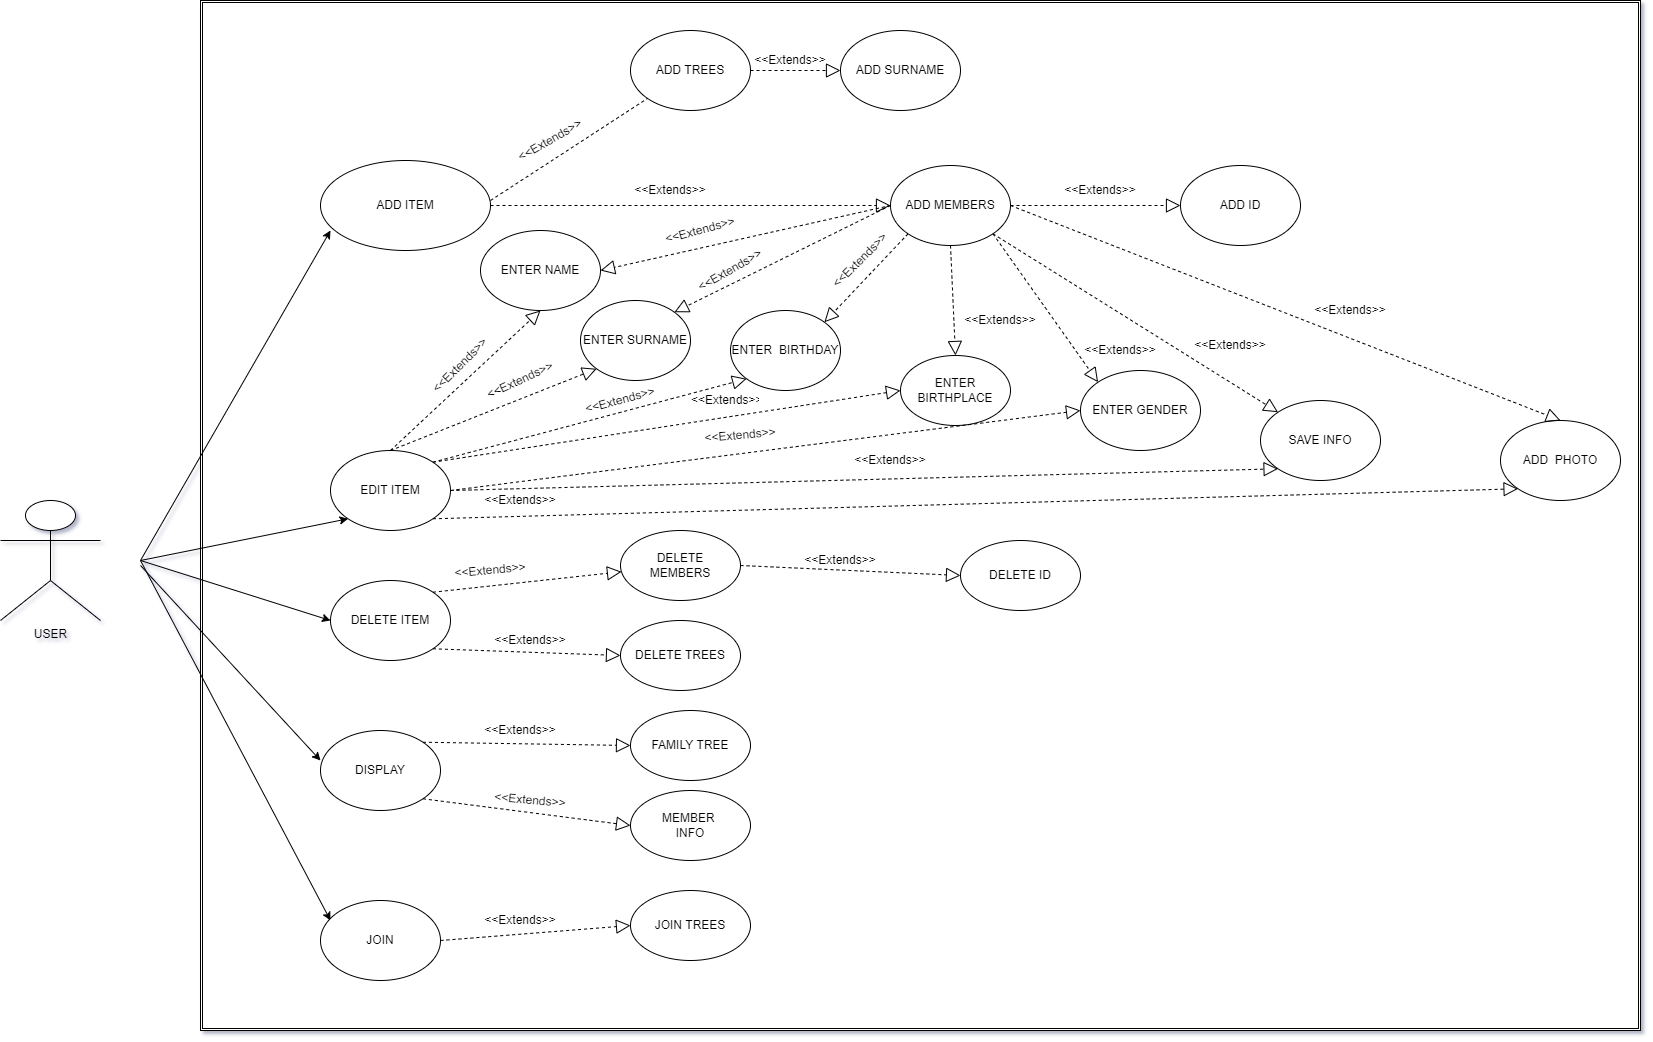 ADD TREES
<<Extends>>
ADD SURNAME
<<Extends>>
ADD ITEM
<<Extends>>
ADD MEMBERS
<<Extends>>
ADD ID
<<Extends>>
ENTER NAME
<<Extends>>
<<Extends>>
<<Extends>>
<<Extends>>
<<Extends>>
<<Extends>>
ENTER SURNAME
ENTER  BIRTHDAY
<<Extends>>
<<Extends>>
<<Extends>>
<<Extends>>
ENTER
BIRTHPLACE
ENTER GENDER
<<Extends>>
<<Extends>>
SAVE INFO
ADD  PHOTO
EDIT ITEM
<<Extends>>
USER
DELETE ITEM
<<Extends>>
DELETE
MEMBERS
<<Extends>>
DELETE ID
<<Extends>>
DELETE TREES
DISPLAY
<<Extends>>
FAMILY TREE
<<Extends>>
MEMBER
INFO
JOIN
<<Extends>>
JOIN TREES